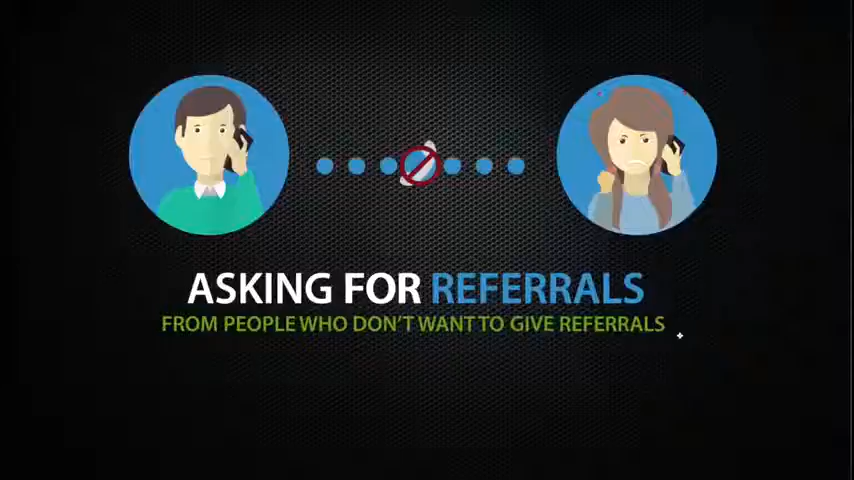 ASKING FOR REFERRALS
FROM PEOPLE WHO DON'T WANT TO GIVE REFERRALS